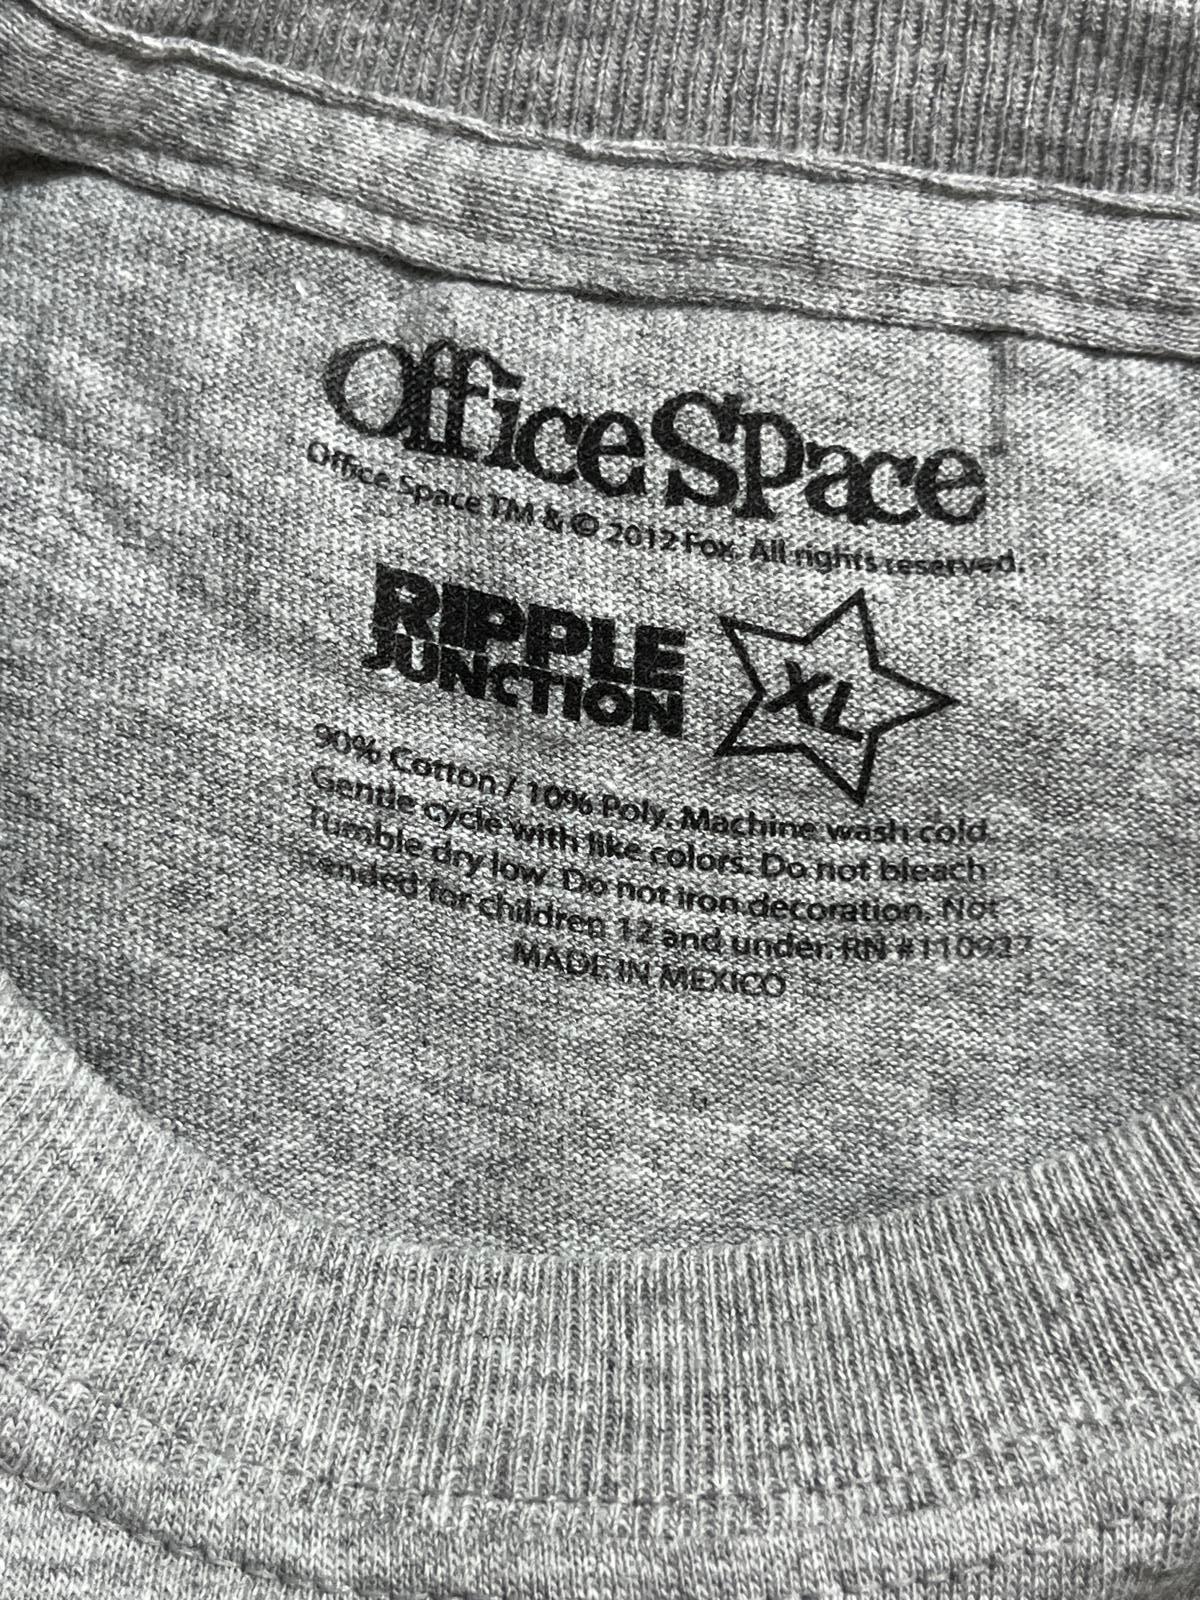 Office Space
Office Space TM & © 2012 Fox. All rights reserved.
RIPPLE
JUNCTION
XL
90% Cotton / 10% Poly. Machine wash cold.
Gentle cycle with like colors. Do not bleach
Tumble dry low. Do not iron decoration. Not
for children 12 and under. RN #110927
MADE IN MEXICO